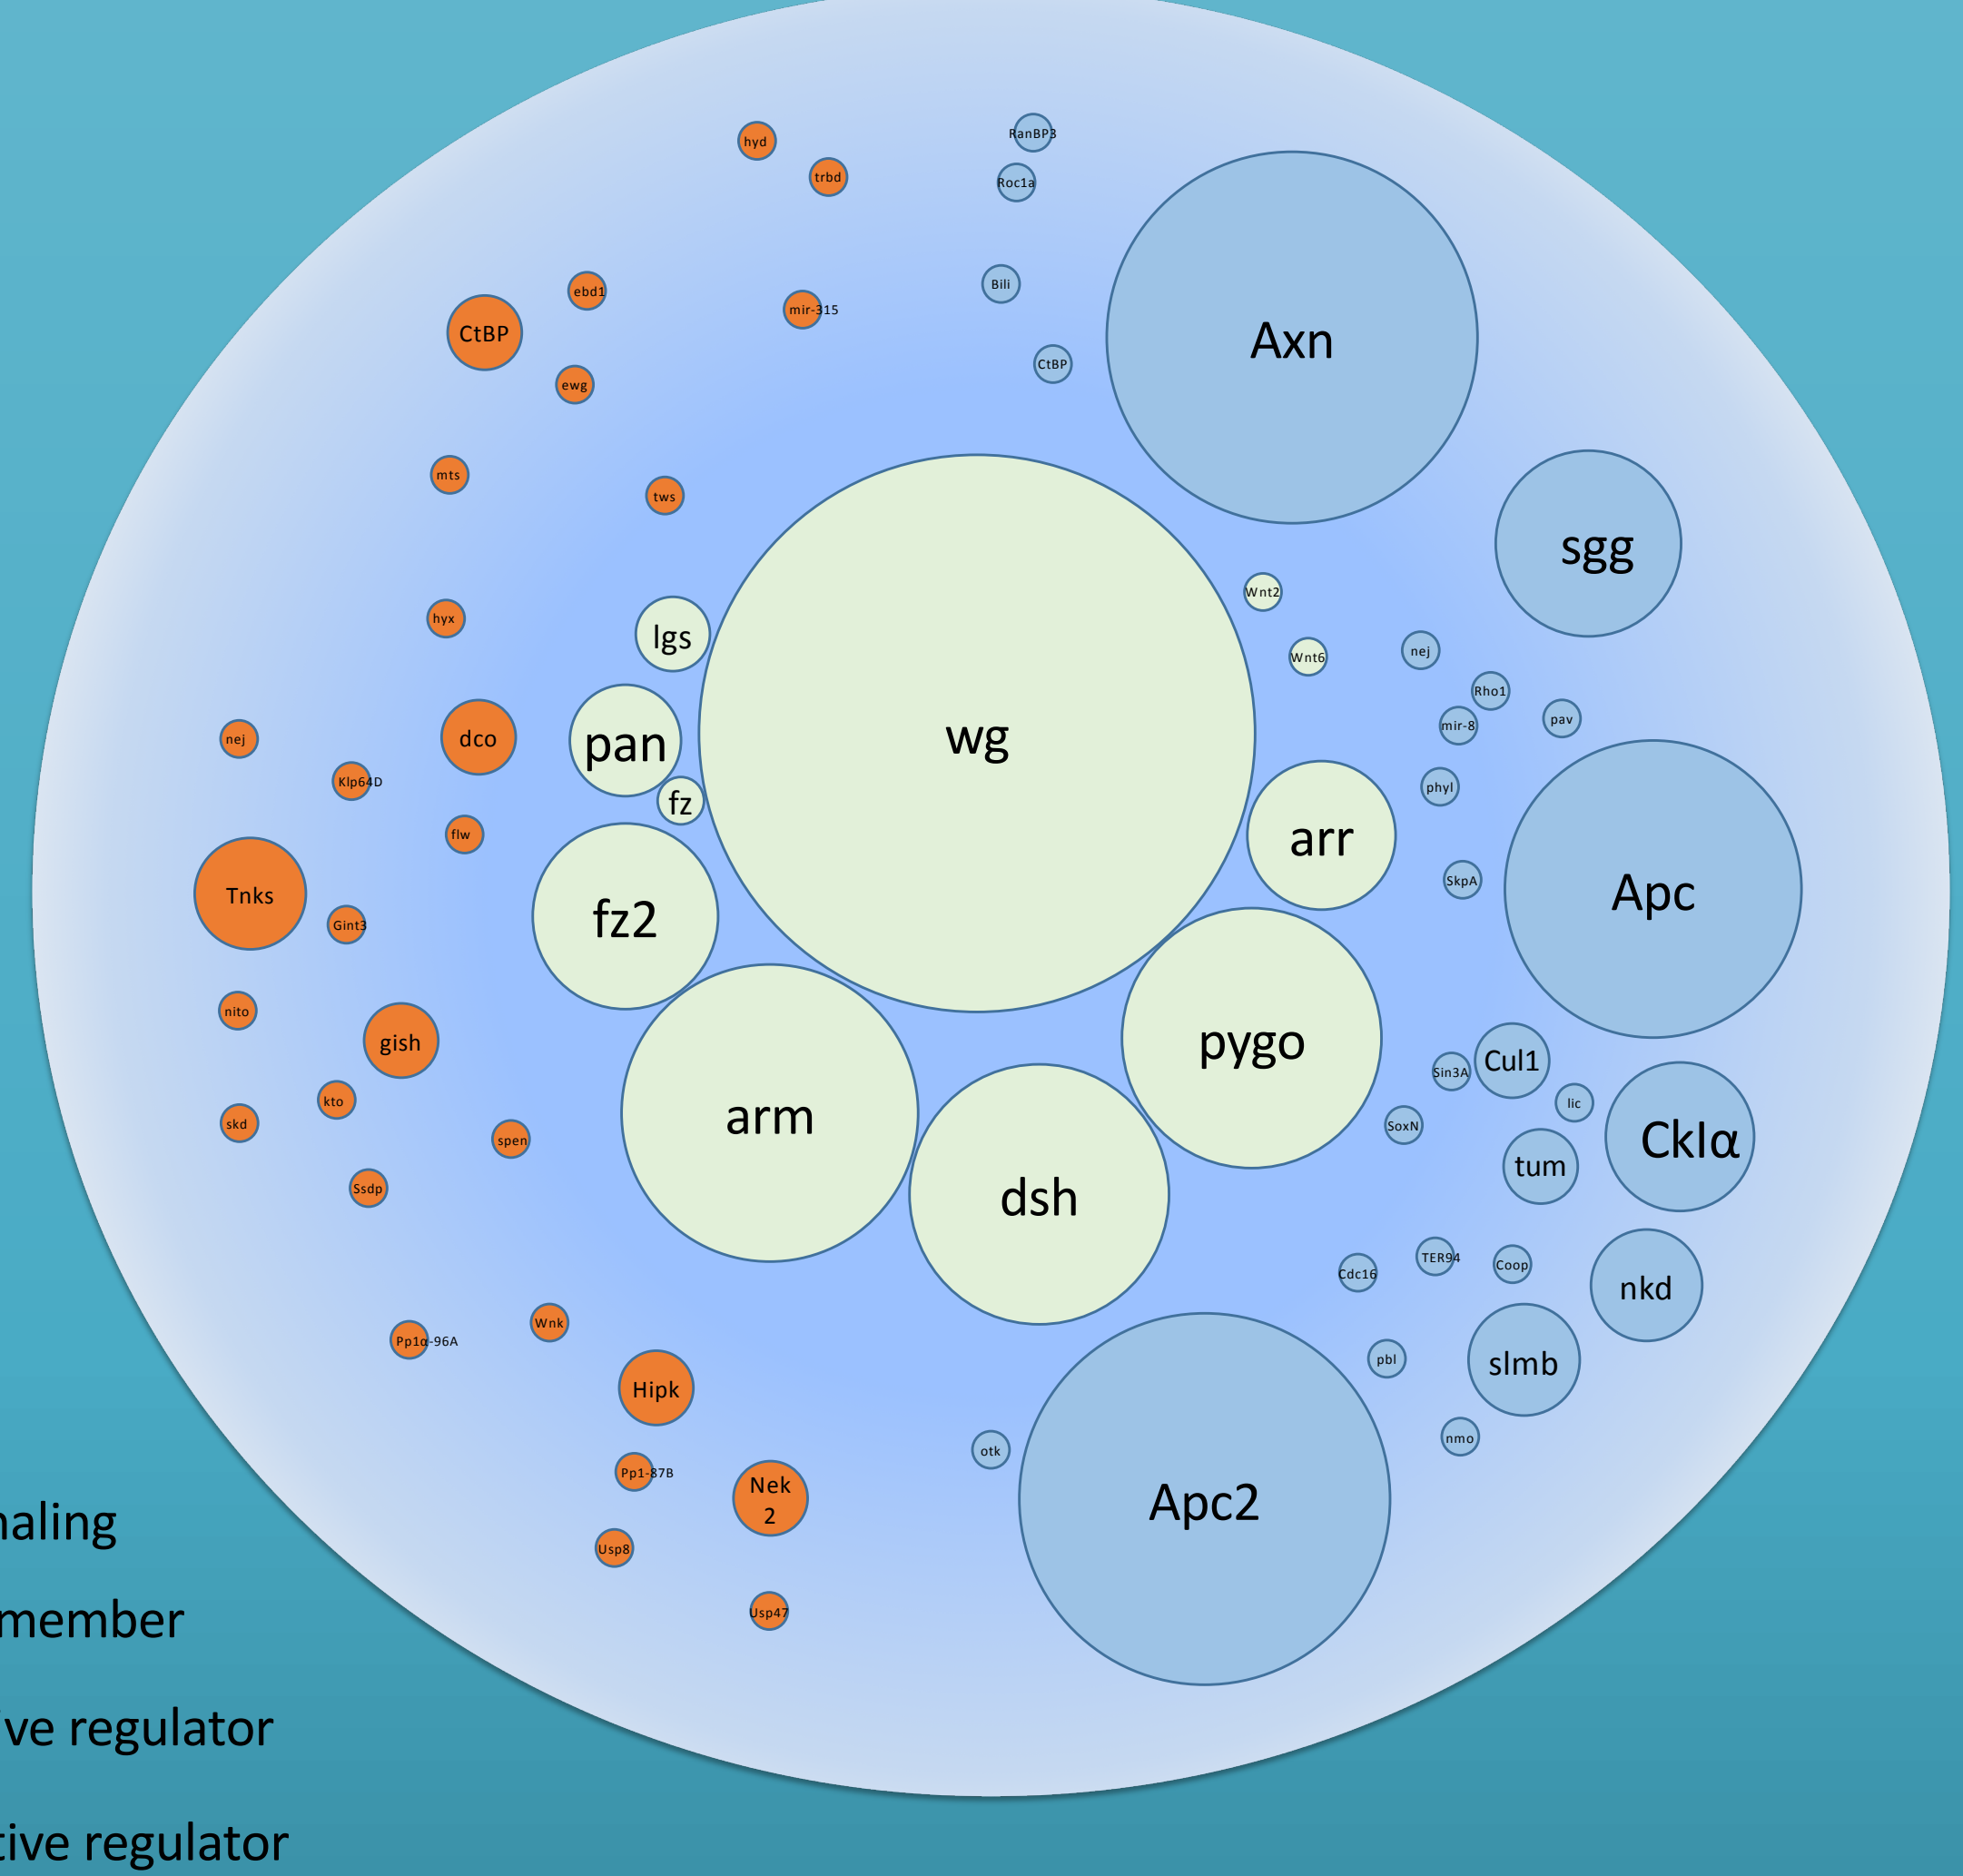 RanBP3
hyd
trbd
Roc1a
Bili
ebd1
mir-315
CtBP
Axn
CtBP
ewg
mts
tws
sgg
Wnt2
hyx
lgs
Wnt6
nej
Rho1
pav
mir-8
nej
dco
pan
wg
Klp64D
fz
phyl
flw
arr
SkpA
Apc
Tnks
Gint3
fz2
nito
gish
pygo
Cul1
Sin3A
kto
lic
skd
spen
arm
SoxN
CkIα
tum
Ssdp
dsh
TER94
Coop
Cdc16
nkd
Wnk
Pp1α-96A
pbl
slmb
Hipk
nmo
otk
Pp1-87B
Nek
2
Apc2
naling
Usp8
Usp47
member
ive regulator
tive regulator